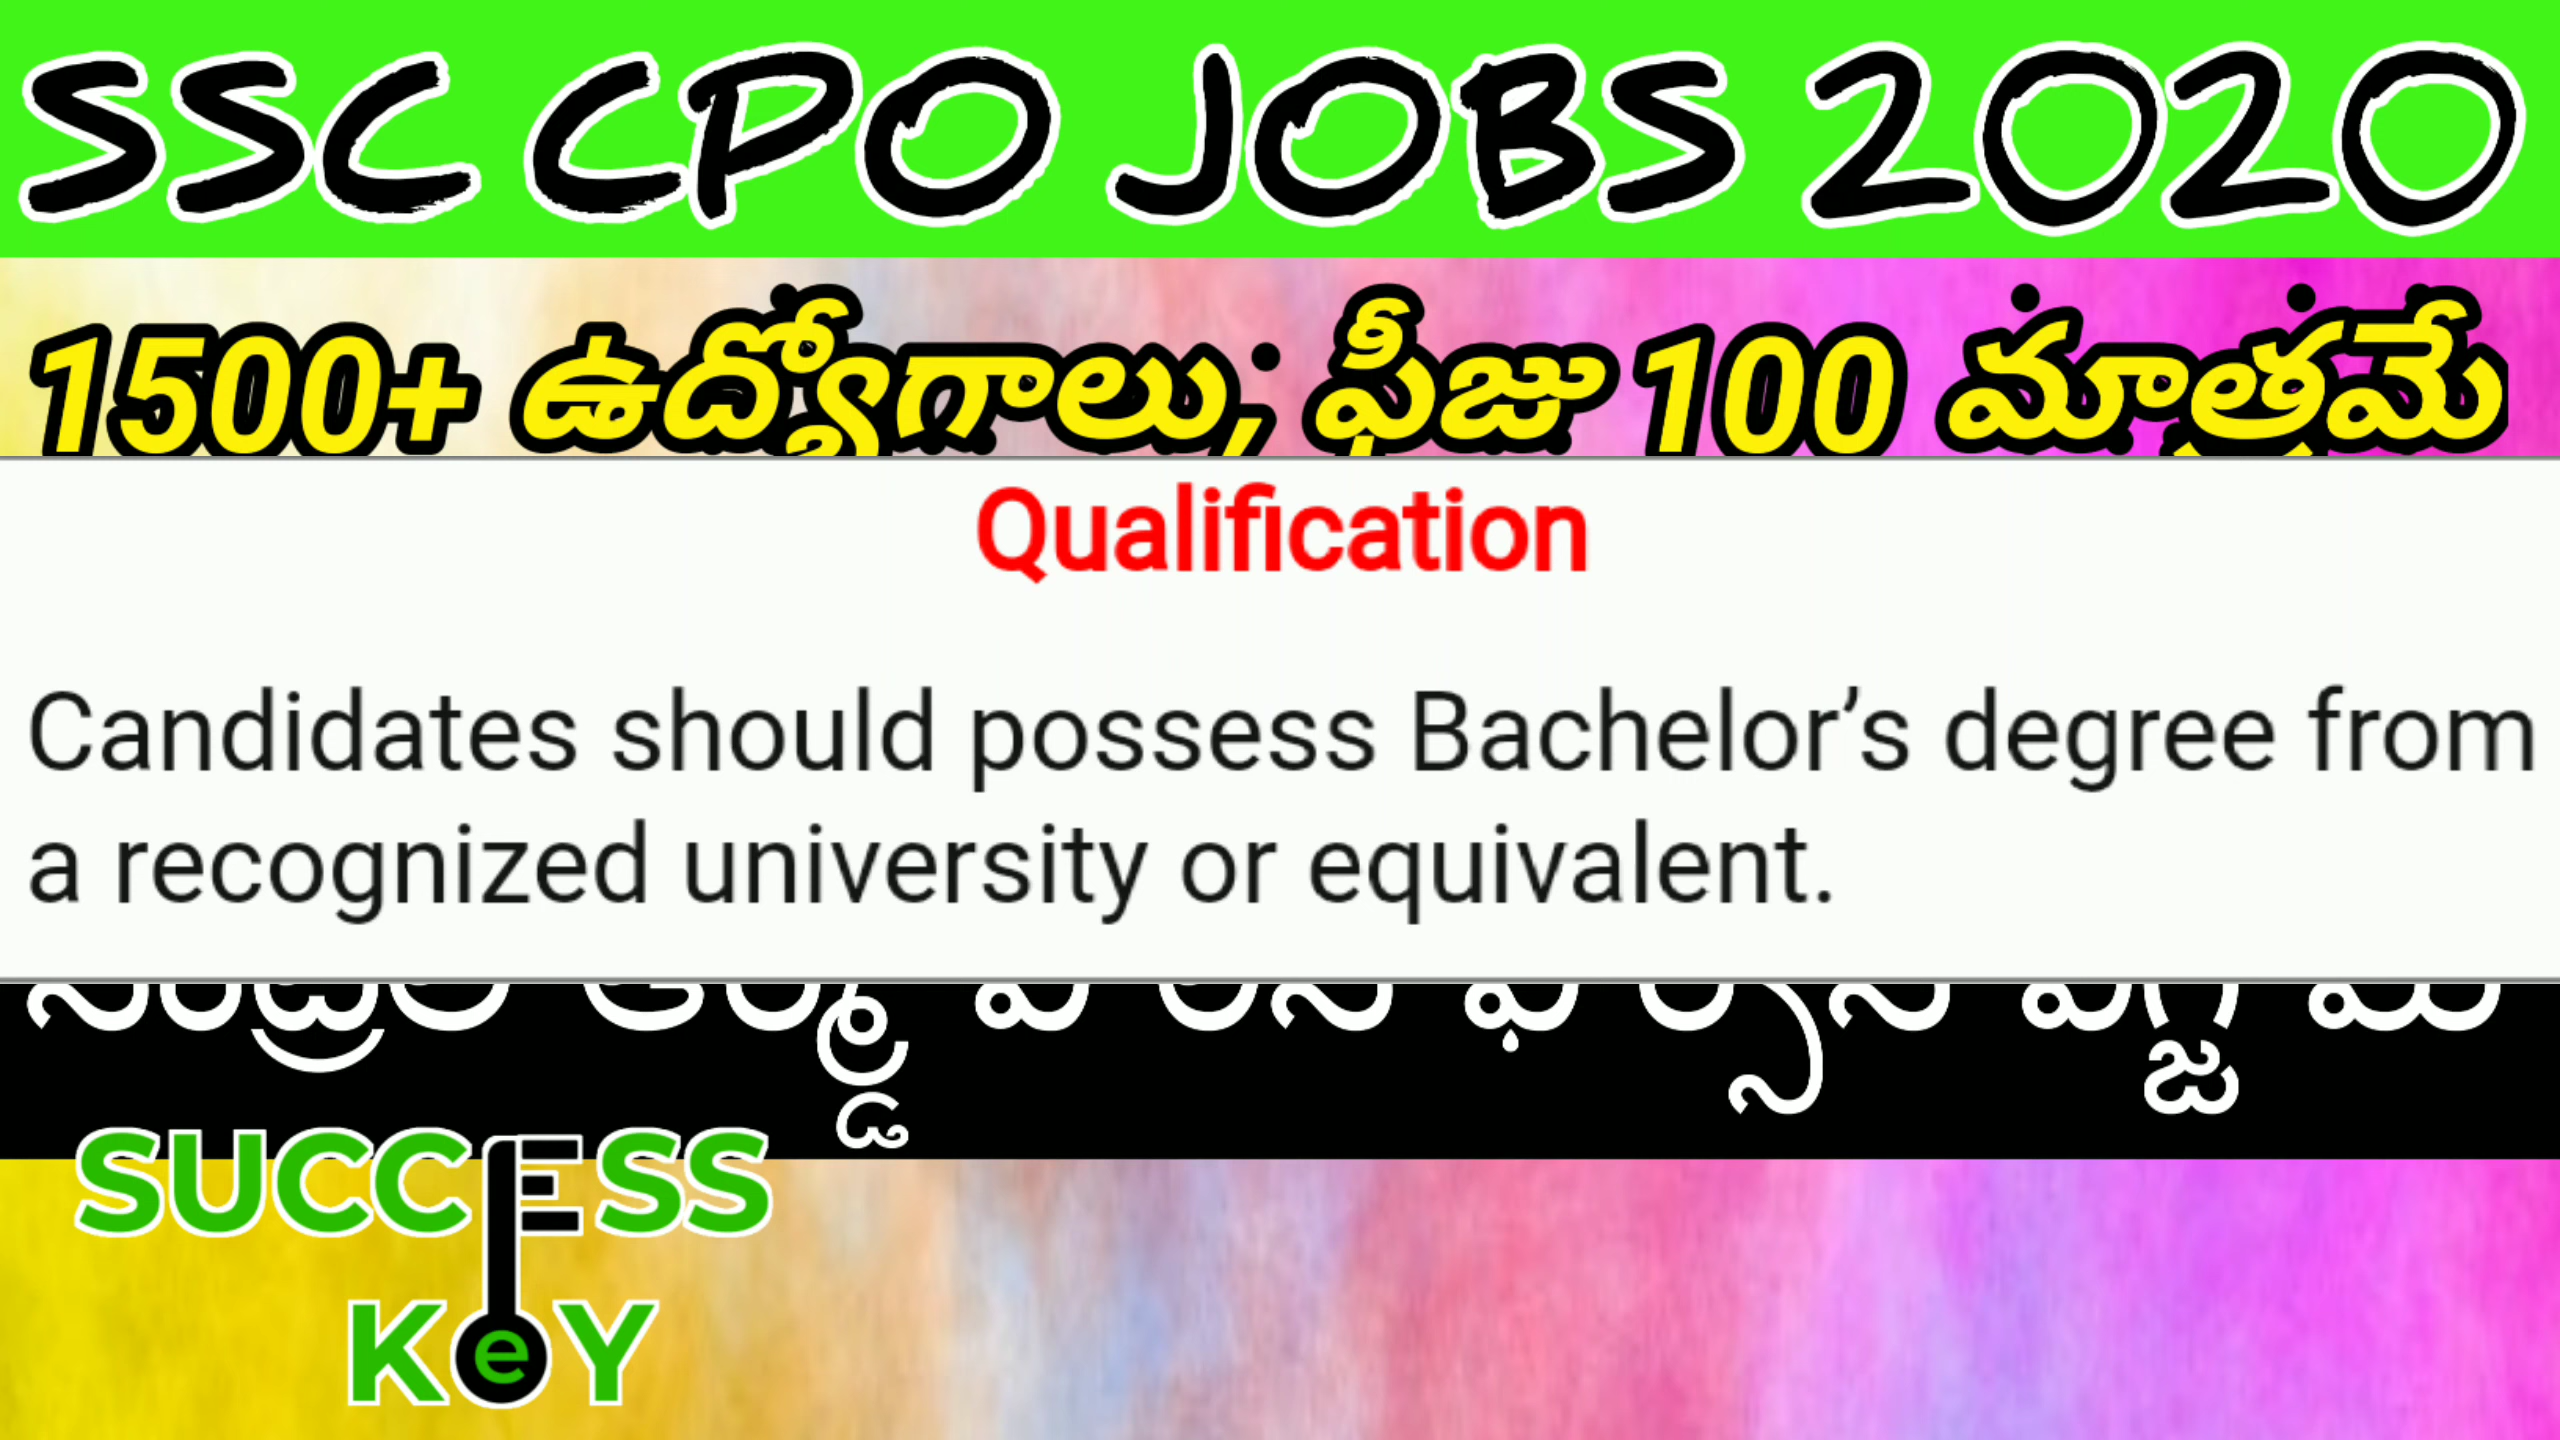 SSC CPO JOBS 2020
1500+ ఉద్యోగాలు, ఫీజు 100 మాత్రమే
Qualification
Candidates should possess Bachelor’s degree from
a recognized university or equivalent.
SUCCESS
KeY